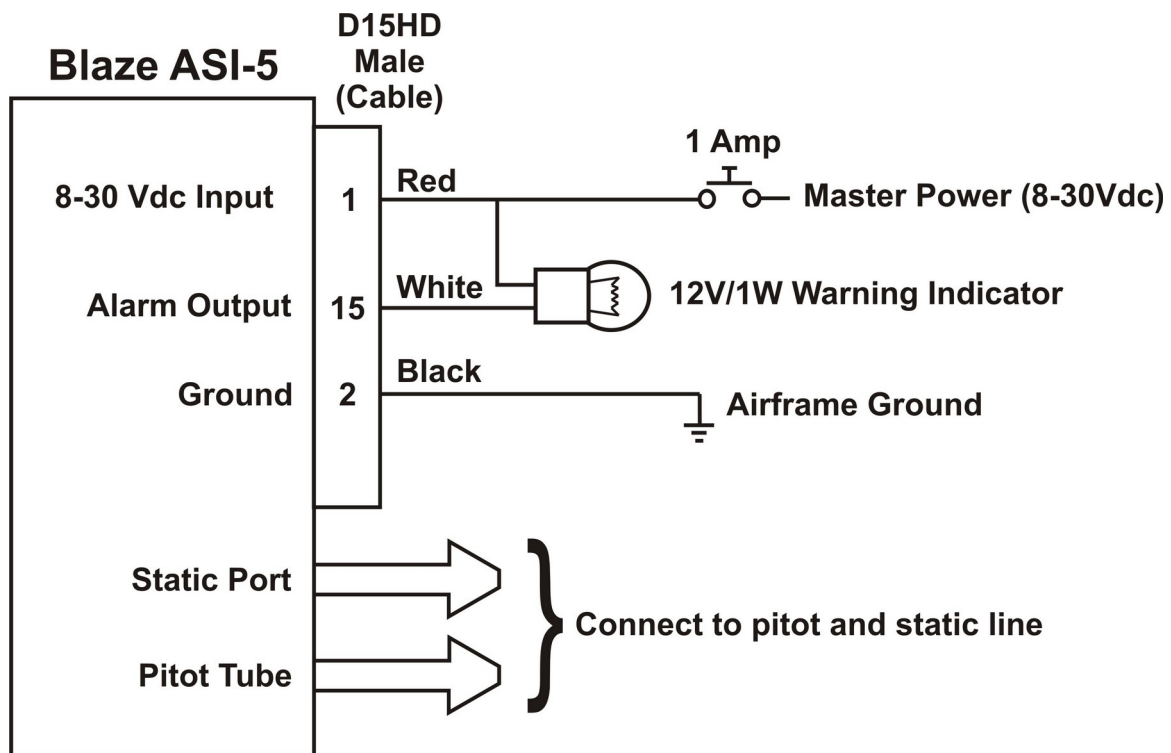 Blaze ASI-5
D15HD
Male
(Cable)
8-30 Vdc Input
1
Red
1 Amp
Master Power (8-30Vdc)
Alarm Output
15
White
12V/1W Warning Indicator
Ground
2
Black
Airframe Ground
Static Port
Pitot Tube
Connect to pitot and static line